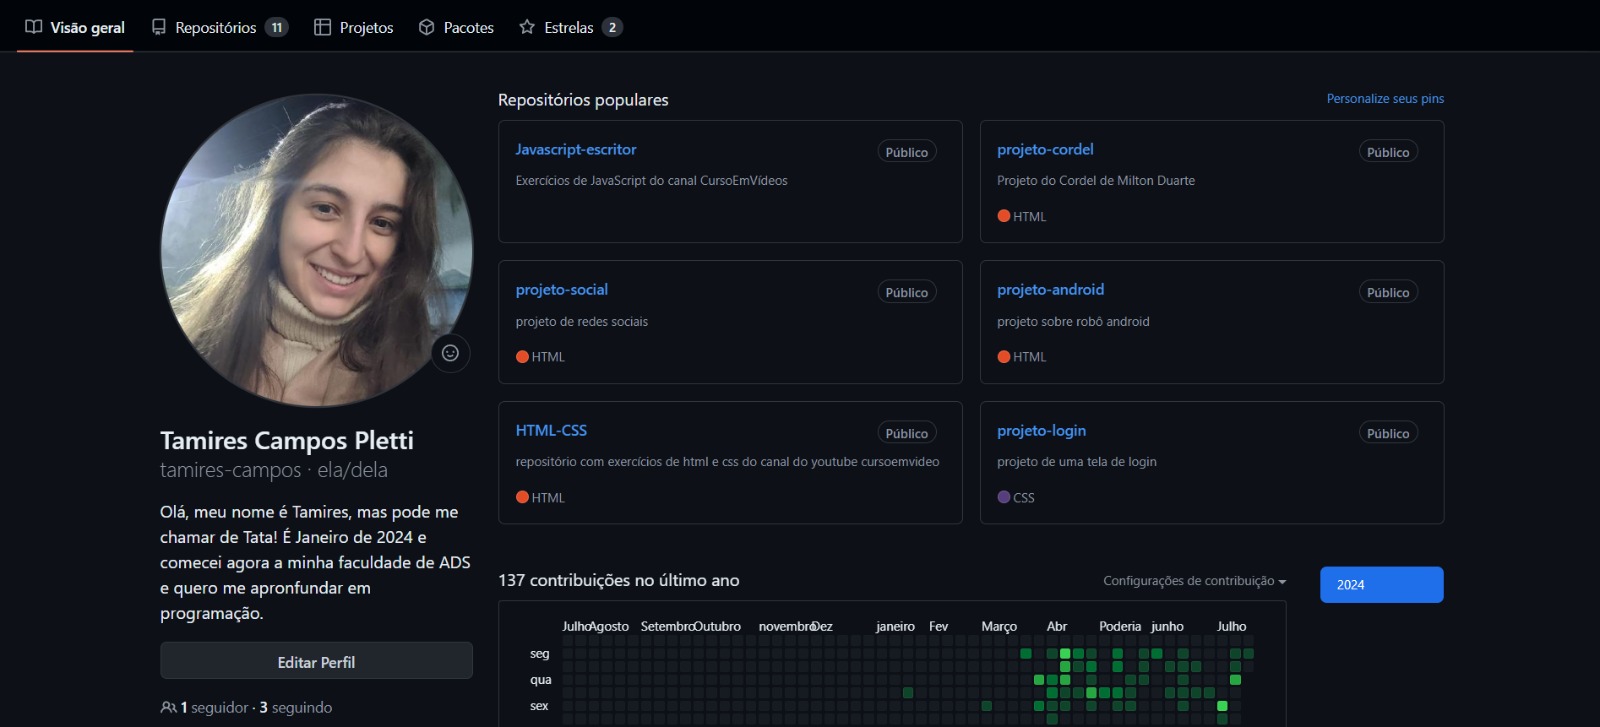 Visão geral
Repositórios 11
Projetos
Pacotes
Estrelas 2
Tamires Campos Pletti
tamires-campos · ela/dela
Olá, meu nome é Tamires, mas pode me
chamar de Tata! É Janeiro de 2024 e
comecei agora a minha faculdade de ADS
e quero me apronfundar em
programação.
Editar Perfil
1 seguidor · 3 seguindo
Repositórios populares
Personalize seus pins
Javascript-escritor
Público
Exercícios de JavaScript do canal CursoEmVídeos
projeto-cordel
Público
Projeto do Cordel de Milton Duarte
HTML
projeto-social
Público
projeto de redes sociais
HTML
projeto-android
Público
projeto sobre robô android
HTML
HTML-CSS
Público
repositório com exercícios de html e css do canal do youtube cursoemvideo
HTML
projeto-login
Público
projeto de uma tela de login
CSS
137 contribuições no último ano
Configurações de contribuição
2024
Julho Agosto Setembro Outubro novembro Dez janeiro Fev Março Abr Poderia junho Julho
seg
qua
sex